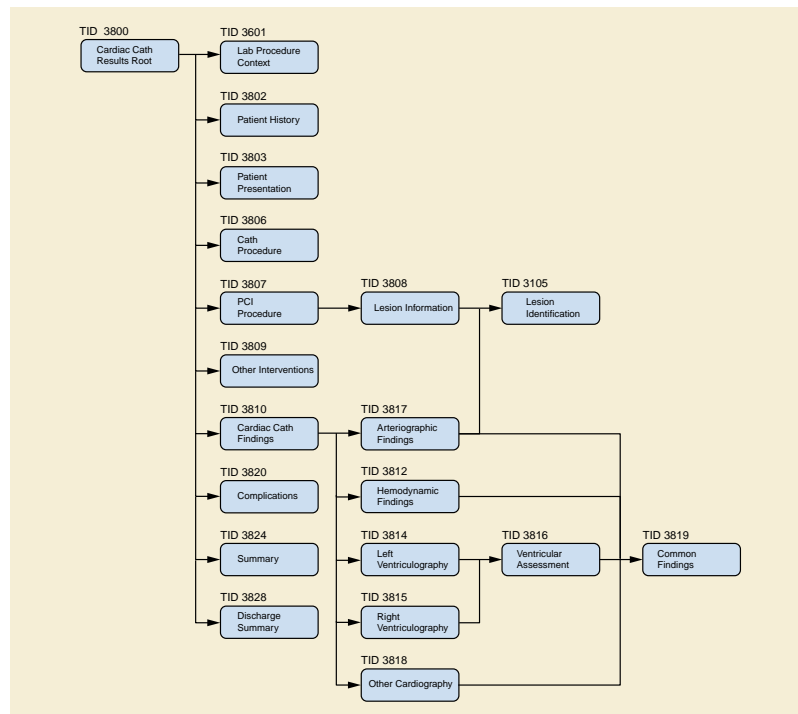 TID 3800
Cardiac Cath
Results Root
TID 3601
Lab Procedure
Context
TID 3802
Patient History
TID 3803
Patient
Presentation
TID 3806
Cath
Procedure
TID 3807
PCI
Procedure
TID 3808
Lesion Information
TID 3105
Lesion
Identification
TID 3809
Other Interventions
TID 3810
Cardiac Cath
Findings
TID 3817
Arteriographic
Findings
TID 3820
Complications
TID 3812
Hemodynamic
Findings
TID 3824
Summary
TID 3814
Left
Ventriculography
TID 3816
Ventricular
Assessment
TID 3819
Common
Findings
TID 3828
Discharge
Summary
TID 3815
Right
Ventriculography
TID 3818
Other Cardiography